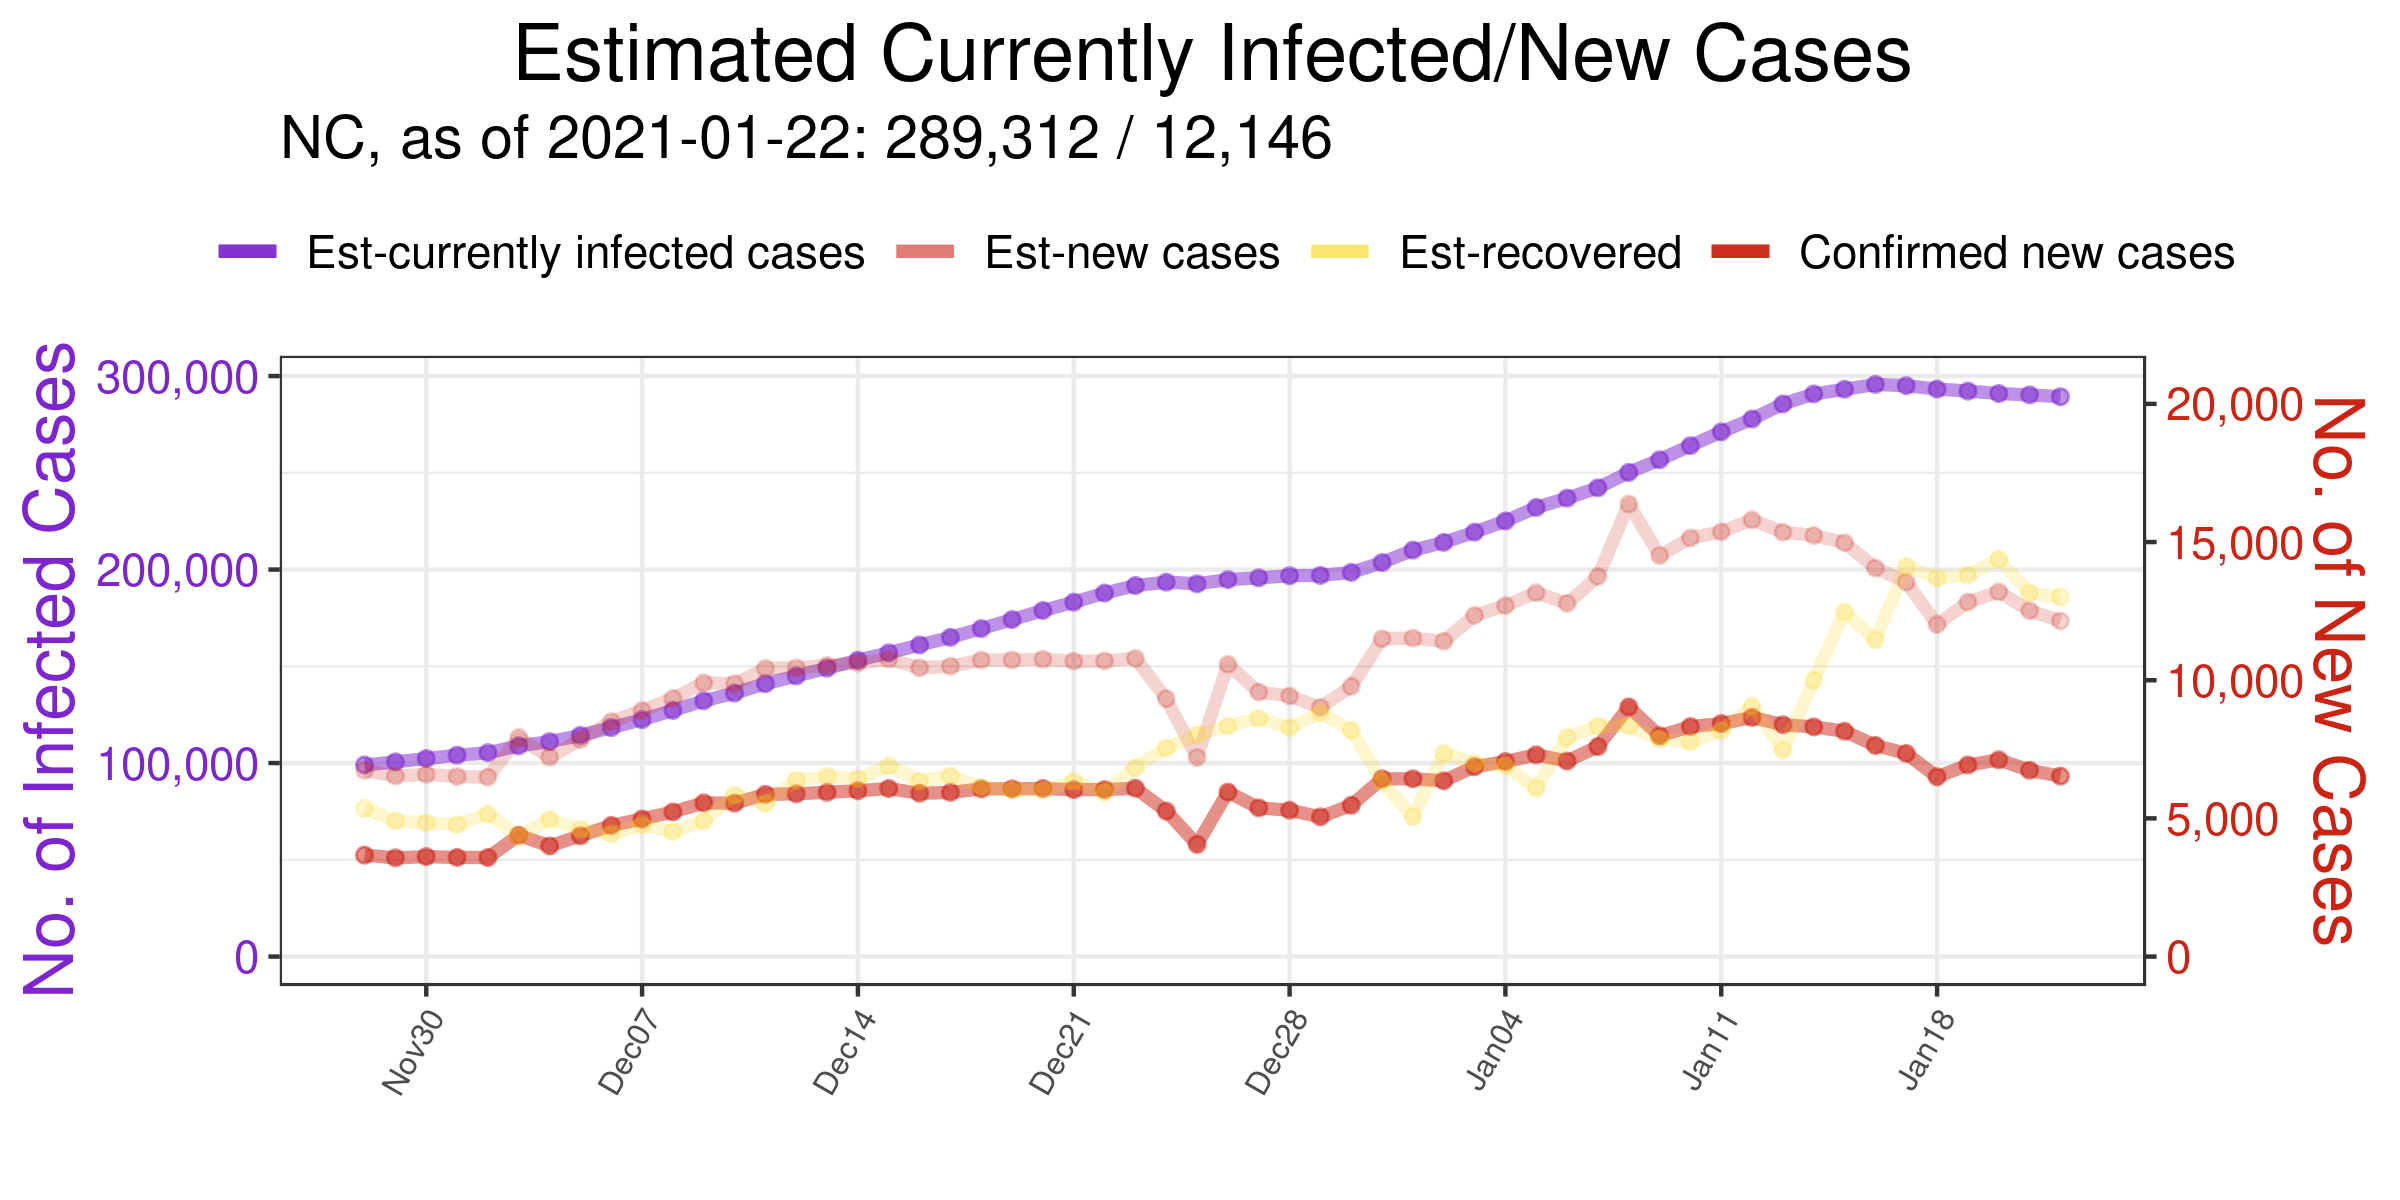 Estimated Currently Infected/New Cases
NC, as of 2021-01-22: 289,312 / 12,146
Est-currently infected cases Est-new cases Est-recovered Confirmed new cases
No. of Infected Cases
300,000
200,000
100,000
0
20,000
15,000
10,000
5,000
0
No. of New Cases
Nov30 Dec07 Dec14 Dec21 Dec28 Jan04 Jan11 Jan18